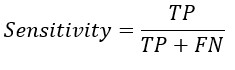 Sensitivity = TP / (TP + FN)